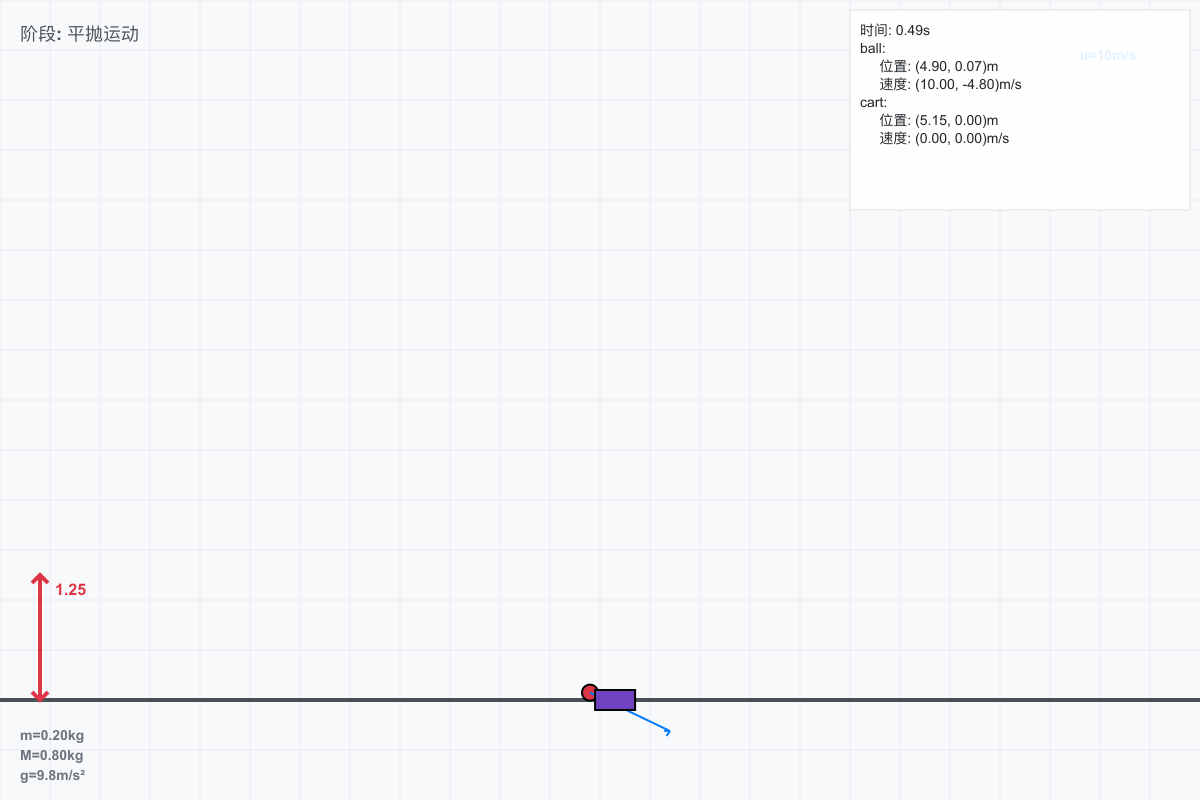 阶段: 平抛运动
时间: 0.49s
ball:
位置: (4.90, 0.07)m
速度: (10.00, -4.80)m/s
cart:
位置: (5.15, 0.00)m
速度: (0.00, 0.00)m/s
u=10m/s
1.25
m=0.20kg
M=0.80kg
g=9.8m/s²